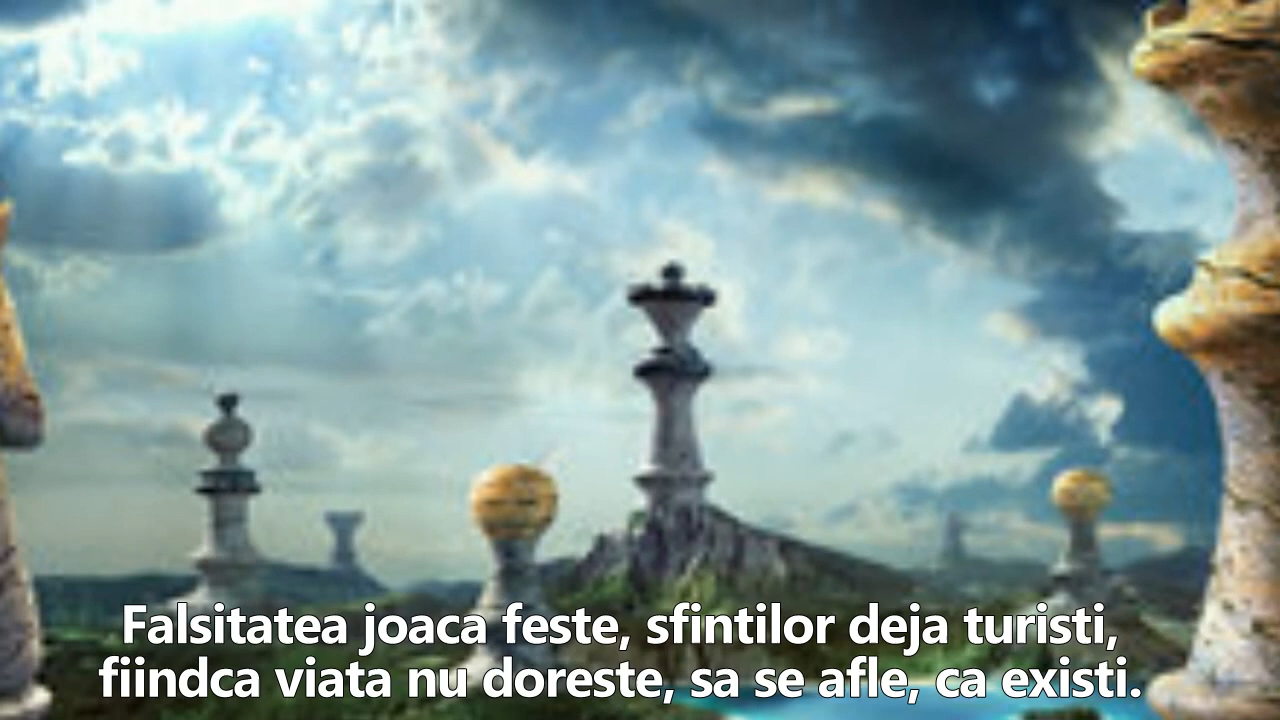 Falsitatea joaca feste, sfintilor deja turisti,
fiindca viata nu doreste, sa se afle, ca existi.